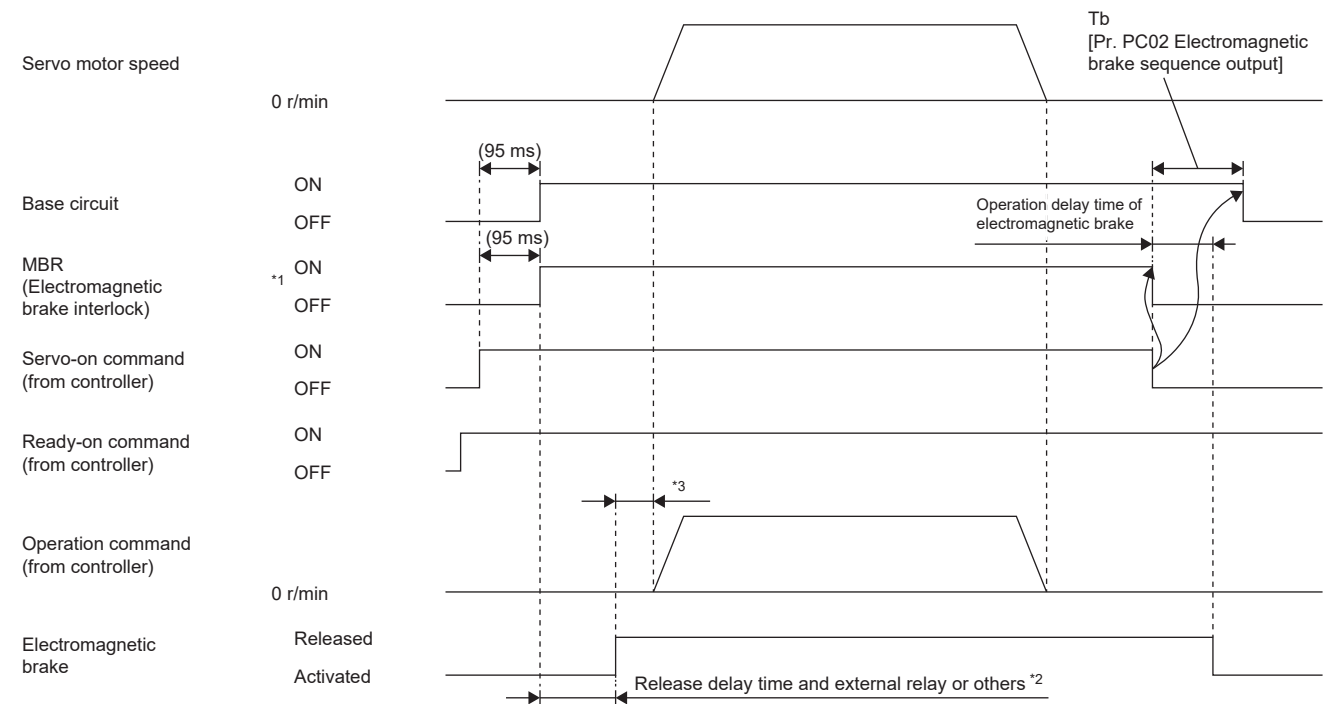 Tb
[Pr. PC02 Electromagnetic
brake sequence output]
Servo motor speed
0 r/min
(95 ms)
Base circuit
ON
OFF
Operation delay time of
electromagnetic brake
(95 ms)
MBR
(Electromagnetic
brake interlock)
*1
ON
OFF
Servo-on command
(from controller)
ON
OFF
Ready-on command
(from controller)
ON
OFF
*3
Operation command
(from controller)
0 r/min
Electromagnetic
brake
Released
Activated
Release delay time and external relay or others *2